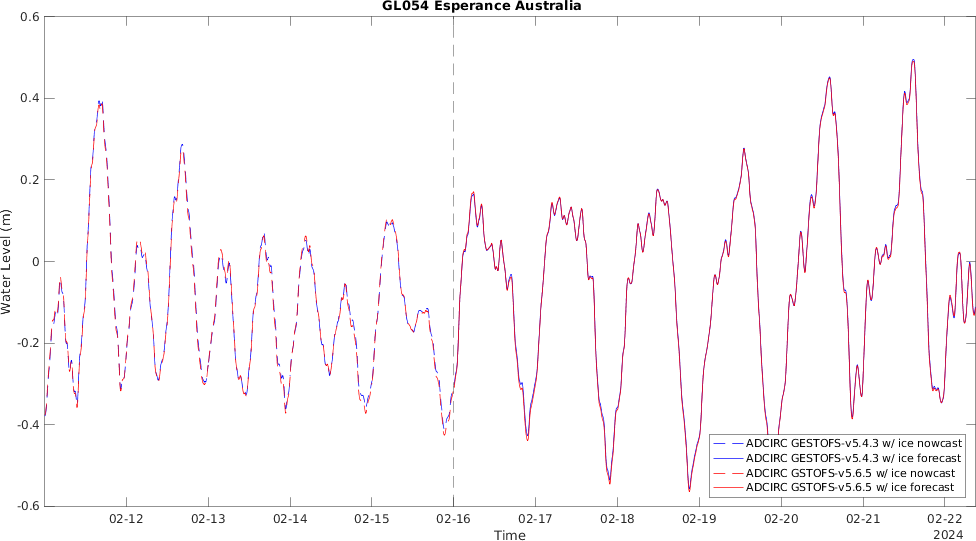 GL054 Esperance Australia
0.6
0.4
0.2
0
-0.2
-0.4
-0.6
Water Level (m)
ADCIRC GESTOFS-v5.4.3 w/ ice nowcast
ADCIRC GESTOFS-v5.4.3 w/ ice forecast
ADCIRC GSTOFS-v5.6.5 w/ ice nowcast
ADCIRC GSTOFS-v5.6.5 w/ ice forecast
02-12 02-13 02-14 02-15 02-16 02-17 02-18 02-19 02-20 02-21 02-22
Time
2024